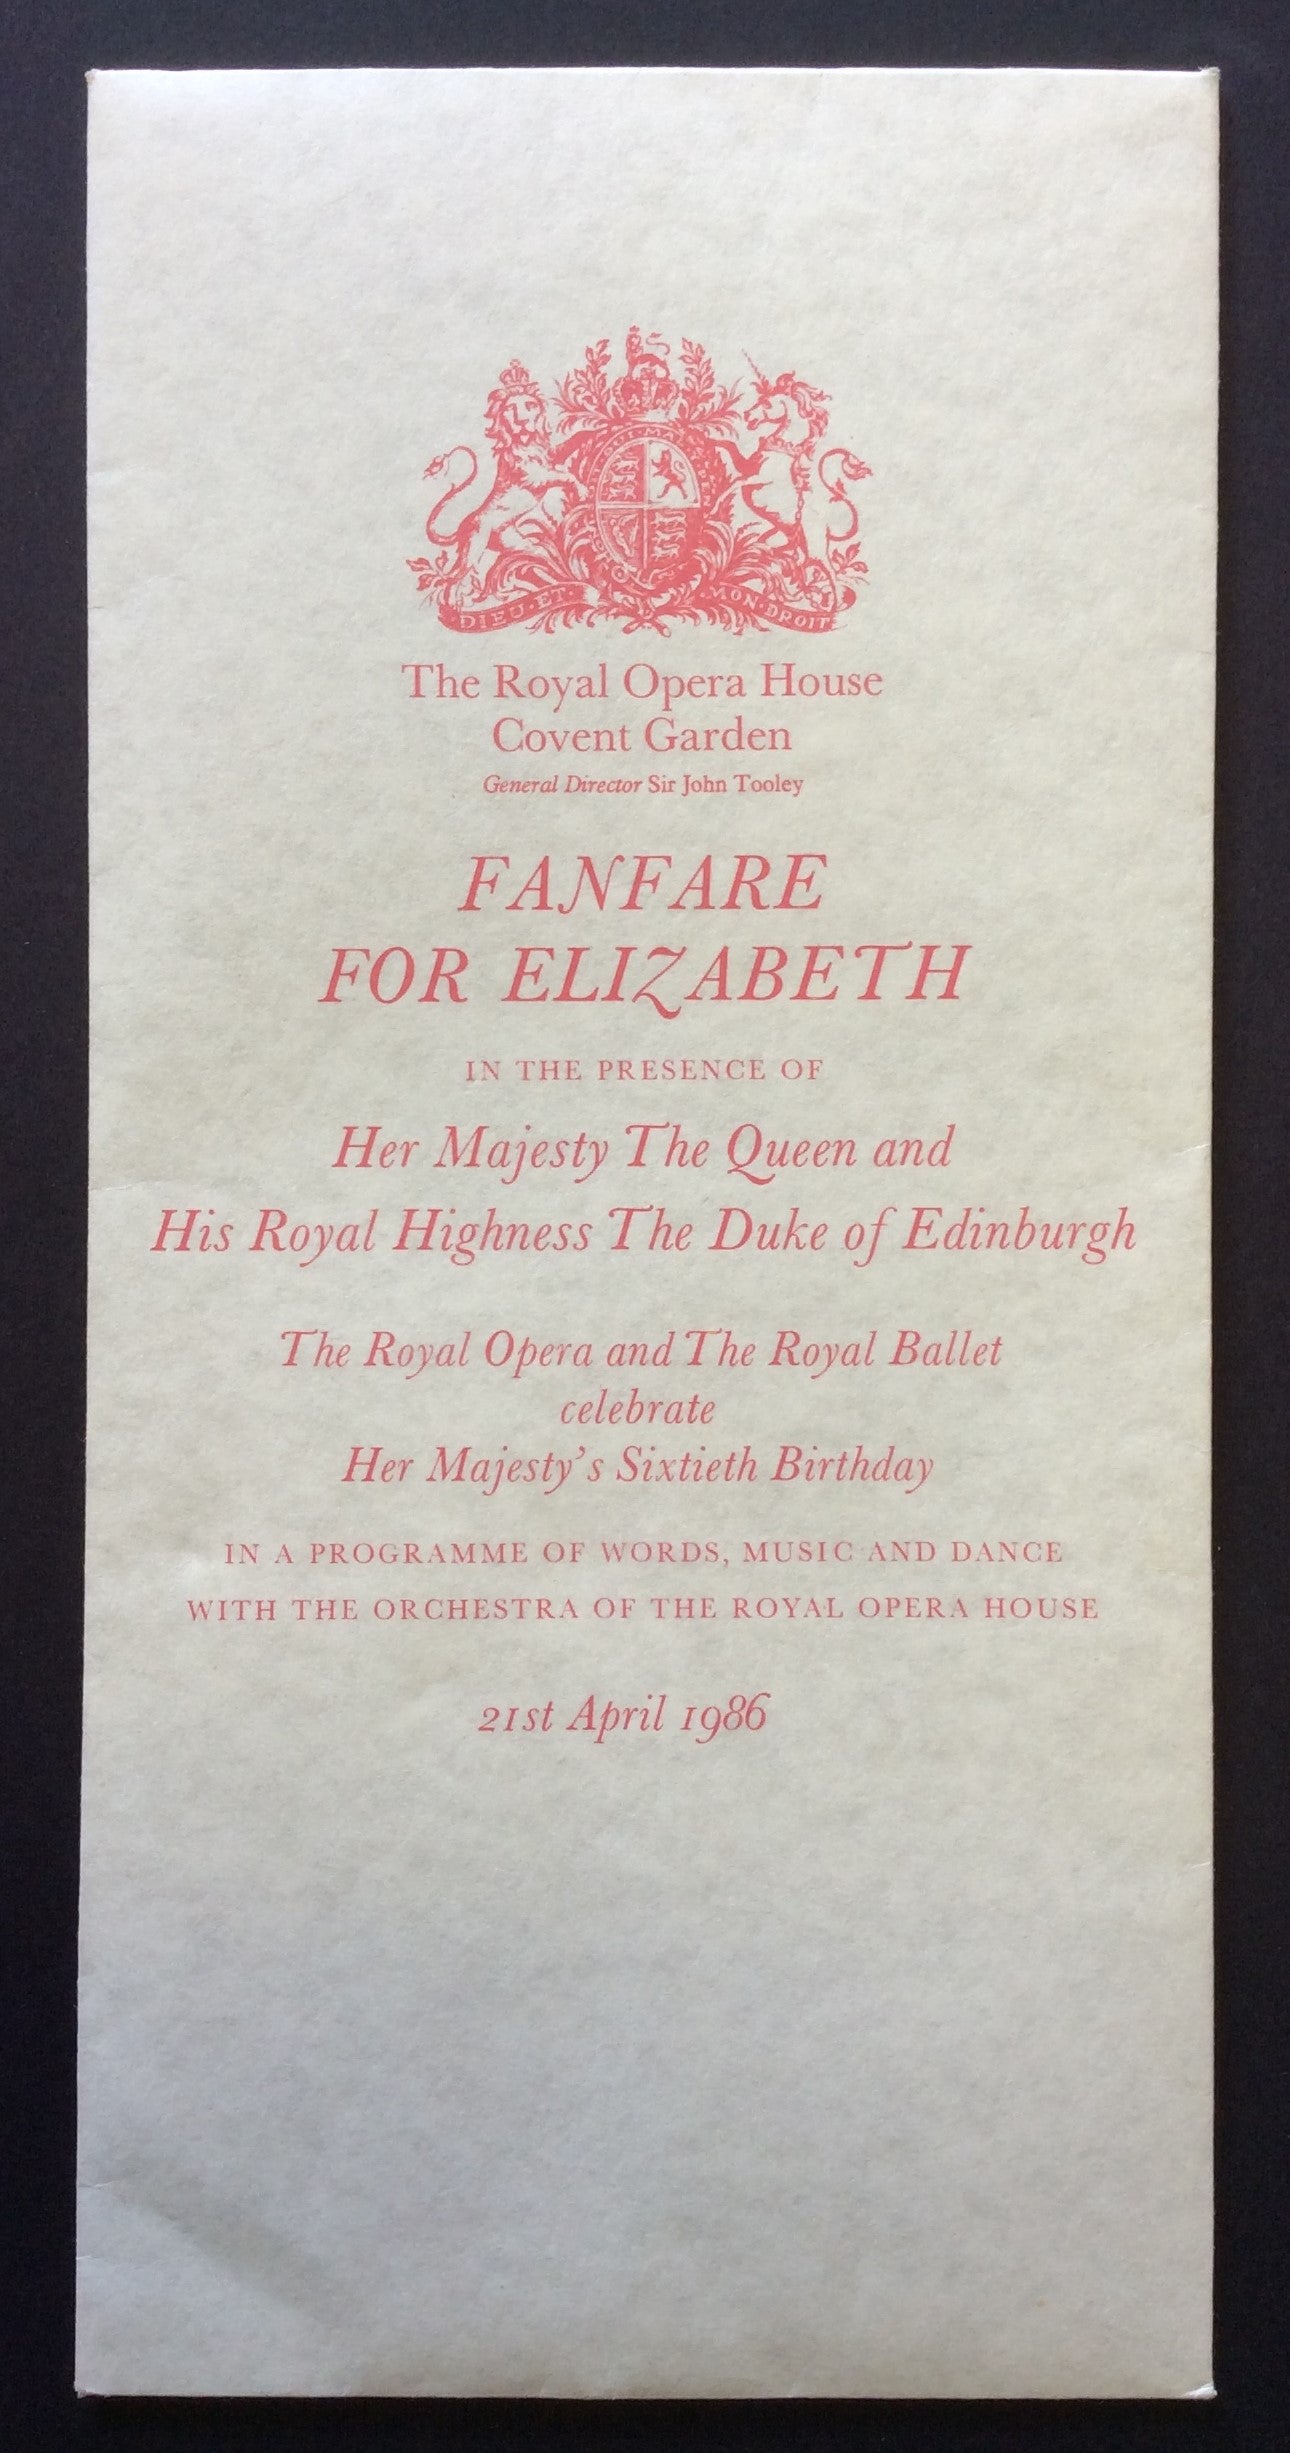 DIEU · ET · MON · DROIT
The Royal Opera House
Covent Garden
General Director Sir John Tooley
FANFARE
FOR ELIZABETH
IN THE PRESENCE OF
Her Majesty The Queen and
His Royal Highness The Duke of Edinburgh
The Royal Opera and The Royal Ballet
celebrate
Her Majesty's Sixtieth Birthday
IN A PROGRAMME OF WORDS, MUSIC AND DANCE
WITH THE ORCHESTRA OF THE ROYAL OPERA HOUSE
21st April 1986